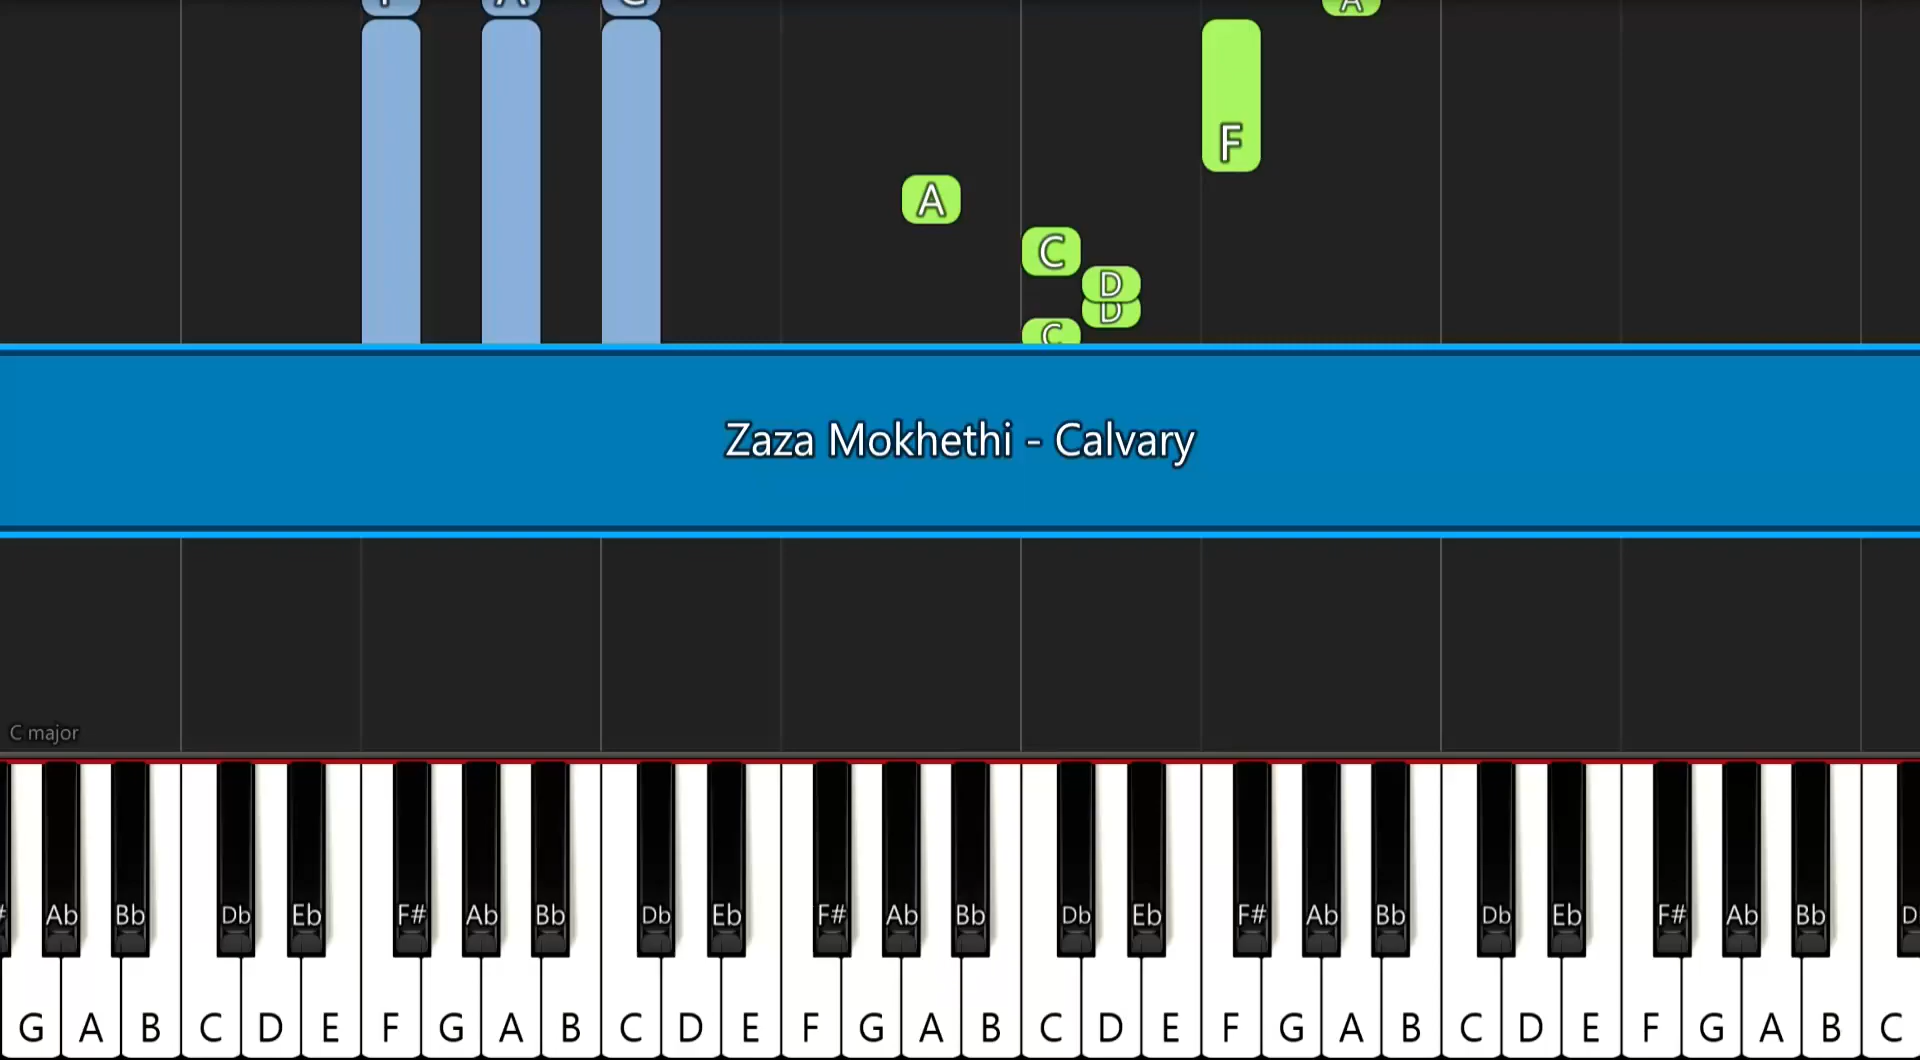 F A C A
F
A
C
D
D
C
Zaza Mokhethi - Calvary
C major
# Ab Bb Db Eb F# Ab Bb Db Eb F# Ab Bb Db Eb F# Ab Bb Db Eb F# Ab Bb D
G A B C D E F G A B C D E F G A B C D E F G A B C D E F G A B C